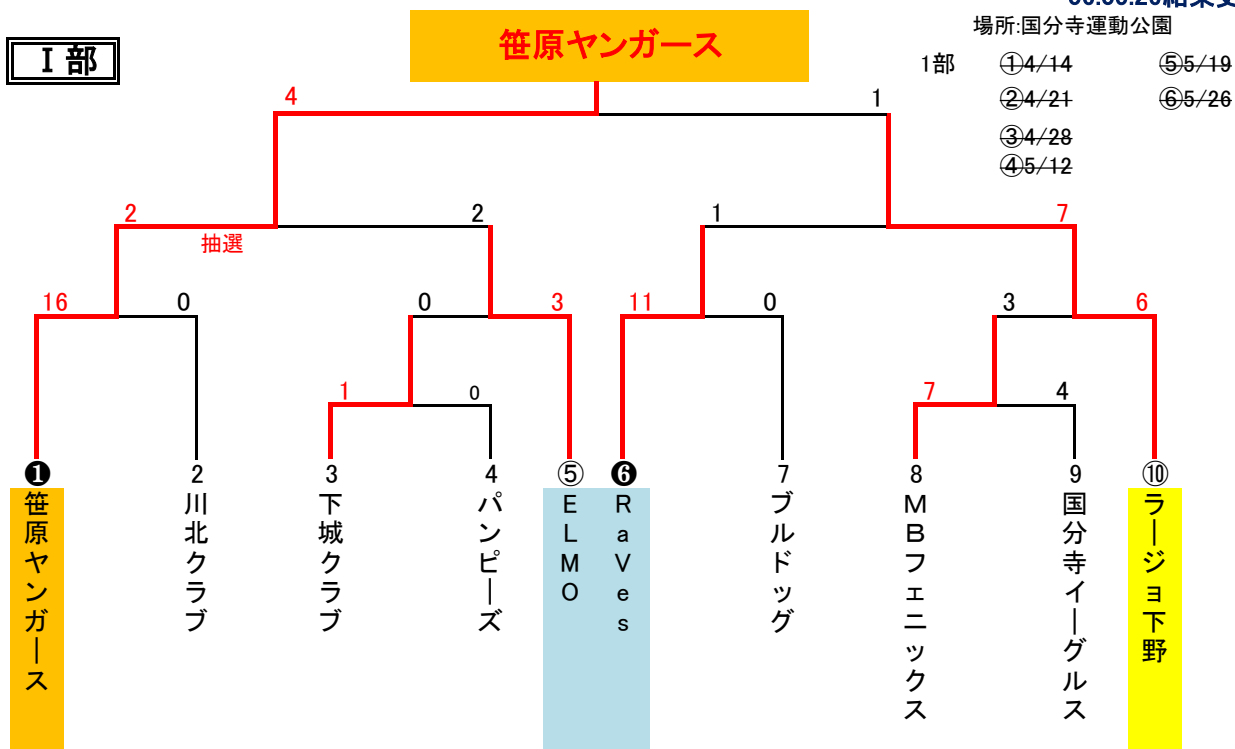 笹原ヤンガース
場所:国分寺運動公園
Ⅰ部
1部 ①4/14 ⑤5/19
②4/21 ⑥5/26
③4/28
④5/12
4 1
2 2 1 7
抽選
16 0 0 3 11 0 3 6
1 0 7 4
❶ 2 3 4 ⑤ ❻ 7 8 9 ⑩
笹原ヤンガース
川北クラブ
下城クラブ
パンピーズ
ELMO
RaVes
ブルドッグ
MBフェニックス
国分寺イーグルス
ラージョ下野